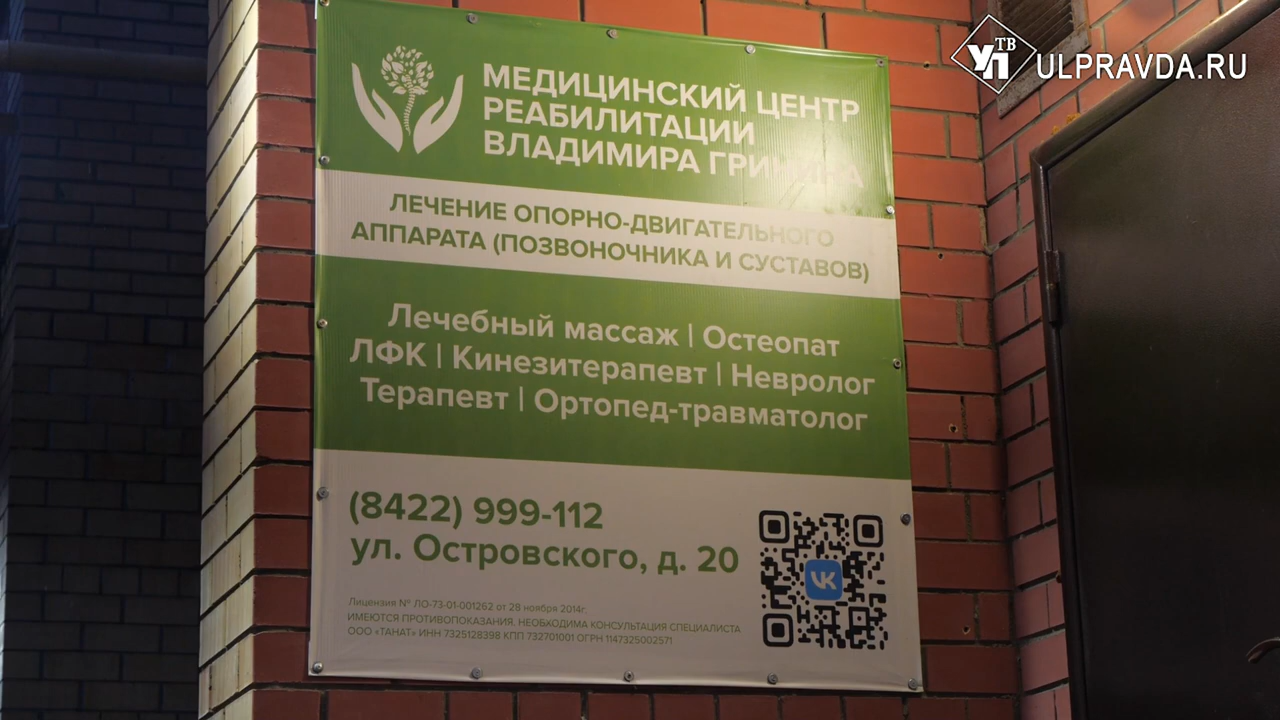 УП ТВ ULPRAVDA.RU
МЕДИЦИНСКИЙ ЦЕНТР
РЕАБИЛИТАЦИИ
ВЛАДИМИРА ГРИНИНА
ЛЕЧЕНИЕ ОПОРНО-ДВИГАТЕЛЬНОГО
АППАРАТА (ПОЗВОНОЧНИКА И СУСТАВОВ)
Лечебный массаж | Остеопат
ЛФК | Кинезитерапевт | Невролог
Терапевт | Ортопед-травматолог
(8422) 999-112
ул. Островского, д. 20
Лицензия № ЛО-73-01-001262 от 28 ноября 2014г.
ИМЕЮТСЯ ПРОТИВОПОКАЗАНИЯ. НЕОБХОДИМА КОНСУЛЬТАЦИЯ СПЕЦИАЛИСТА
ООО «ТАНАТ» ИНН 7325128398 КПП 732701001 ОГРН 1147325002571